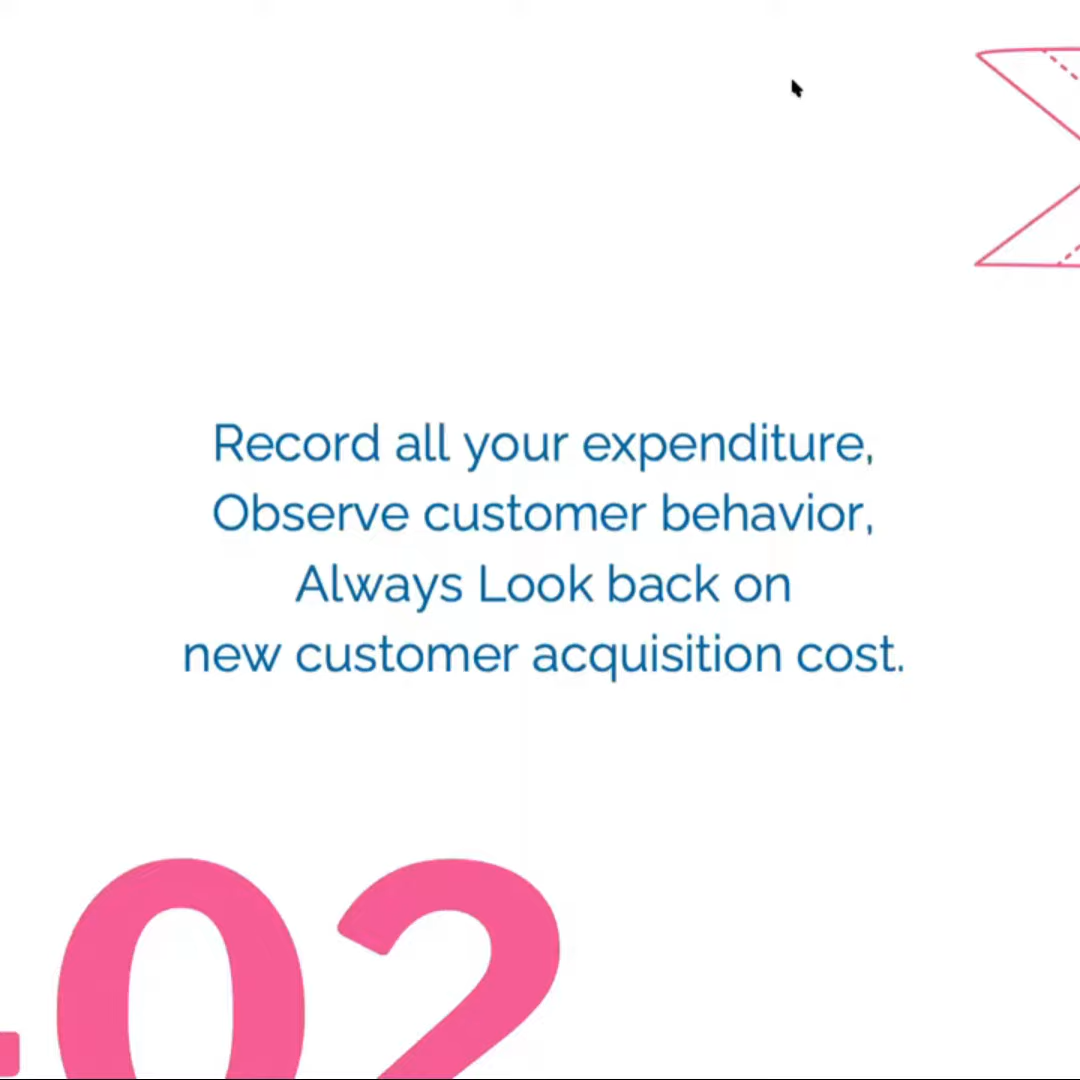 Record all your expenditure,
Observe customer behavior,
Always Look back on
new customer acquisition cost.
02